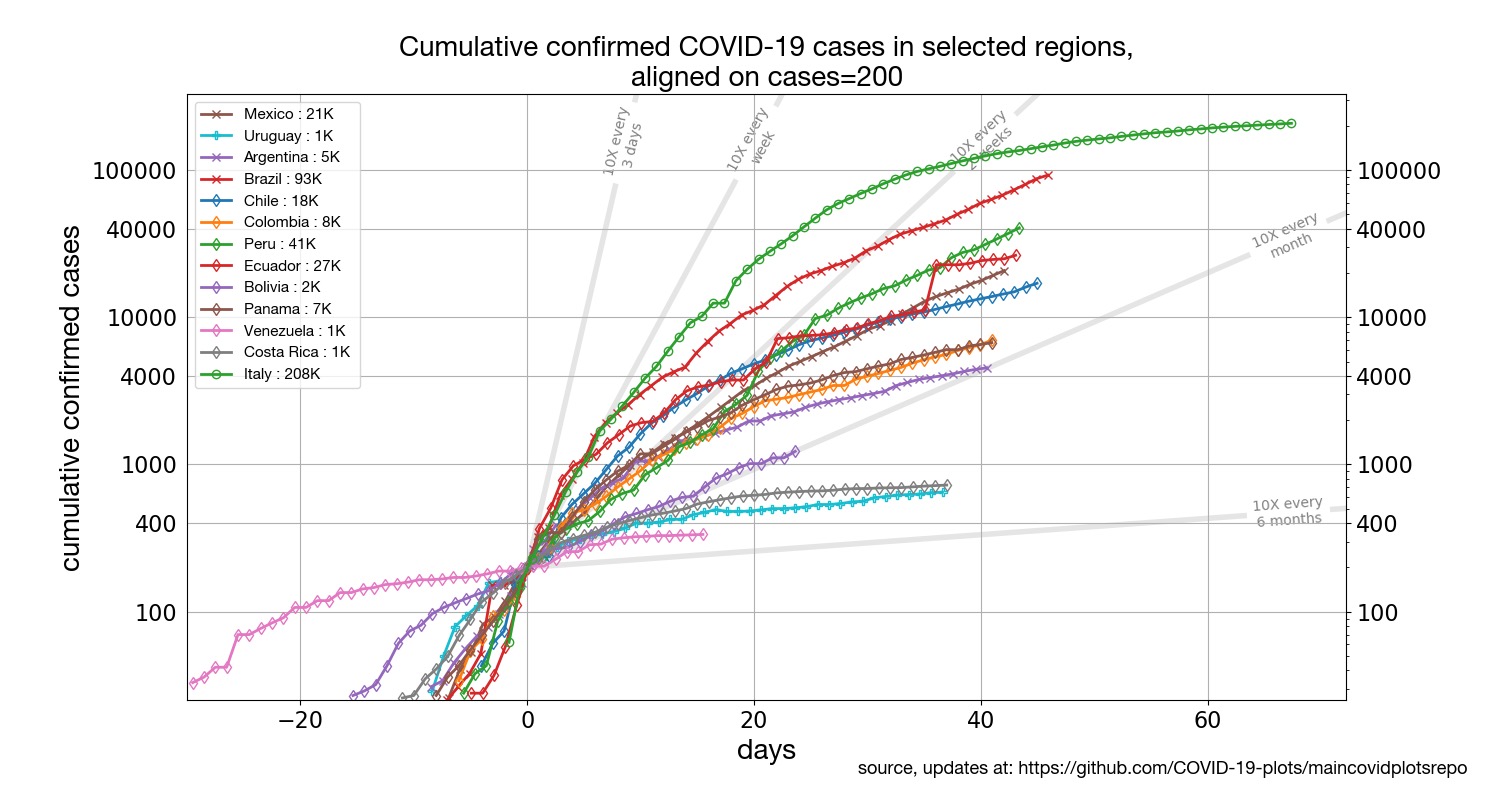 Cumulative confirmed COVID-19 cases in selected regions,
aligned on cases=200
Mexico : 21K
Uruguay : 1K
Argentina : 5K
Brazil : 93K
Chile : 18K
Colombia : 8K
Peru : 41K
Ecuador : 27K
Bolivia : 2K
Panama : 7K
Venezuela : 1K
Costa Rica : 1K
Italy : 208K
10X every
3 days
10X every
week
10X every
2 weeks
10X every
month
10X every
6 months
cumulative confirmed cases
100000
40000
10000
4000
1000
400
100
100000
40000
10000
4000
1000
400
100
−20
0
20
40
60
days
source, updates at: https://github.com/COVID-19-plots/maincovidplotsrepo